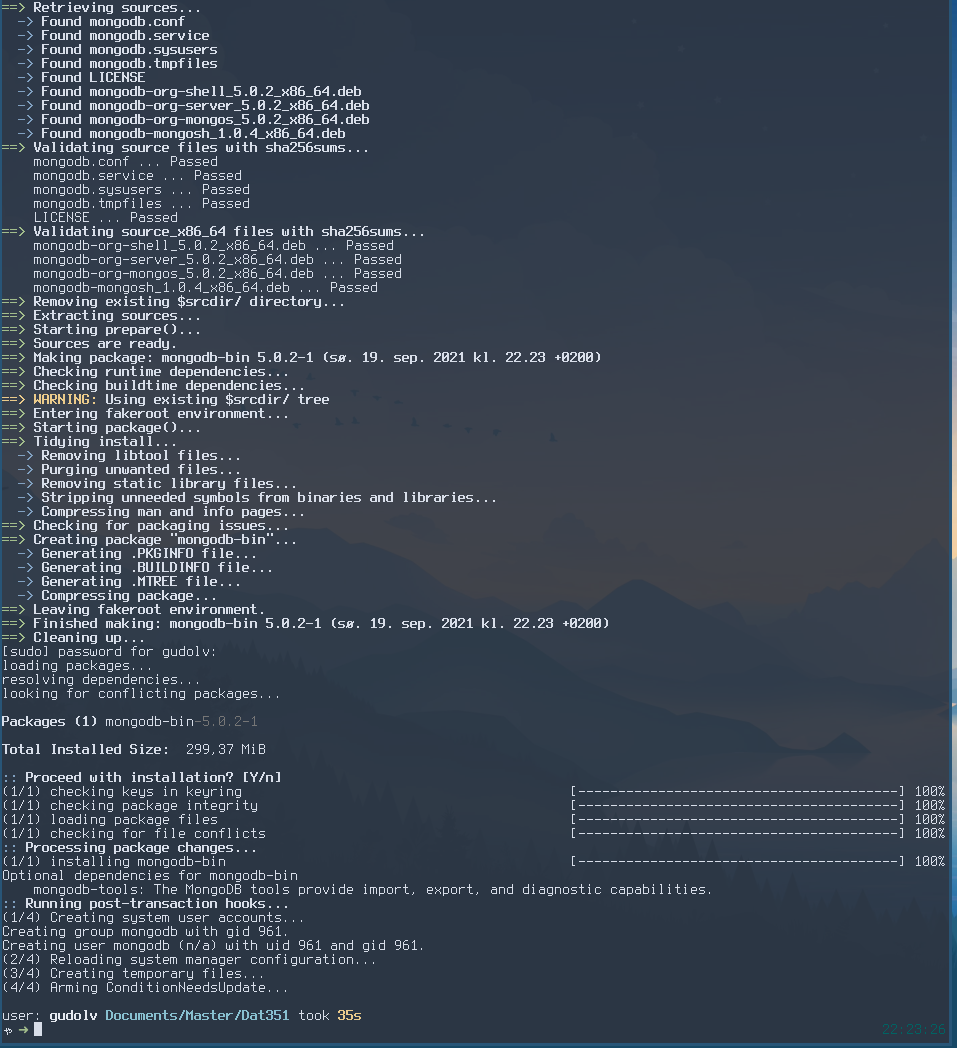 ==> Retrieving sources...
  -> Found mongodb.conf
  -> Found mongodb.service
  -> Found mongodb.sysusers
  -> Found mongodb.tmpfiles
  -> Found LICENSE
  -> Found mongodb-org-shell_5.0.2_x86_64.deb
  -> Found mongodb-org-server_5.0.2_x86_64.deb
  -> Found mongodb-org-mongos_5.0.2_x86_64.deb
  -> Found mongodb-mongosh_1.0.4_x86_64.deb
==> Validating source files with sha256sums...
    mongodb.conf ... Passed
    mongodb.service ... Passed
    mongodb.sysusers ... Passed
    mongodb.tmpfiles ... Passed
    LICENSE ... Passed
==> Validating source_x86_64 files with sha256sums...
    mongodb-org-shell_5.0.2_x86_64.deb ... Passed
    mongodb-org-server_5.0.2_x86_64.deb ... Passed
    mongodb-org-mongos_5.0.2_x86_64.deb ... Passed
    mongodb-mongosh_1.0.4_x86_64.deb ... Passed
==> Removing existing $srcdir/ directory...
==> Extracting sources...
==> Starting prepare()...
==> Sources are ready.
==> Making package: mongodb-bin 5.0.2-1 (sø. 19. sep. 2021 kl. 22.23 +0200)
==> Checking runtime dependencies...
==> Checking buildtime dependencies...
==> WARNING: Using existing $srcdir/ tree
==> Entering fakeroot environment...
==> Starting package()...
==> Tidying install...
  -> Removing libtool files...
  -> Purging unwanted files...
  -> Removing static library files...
  -> Stripping unneeded symbols from binaries and libraries...
  -> Compressing man and info pages...
==> Checking for packaging issues...
==> Creating package "mongodb-bin"...
  -> Generating .PKGINFO file...
  -> Generating .BUILDINFO file...
  -> Generating .MTREE file...
  -> Compressing package...
==> Leaving fakeroot environment.
==> Finished making: mongodb-bin 5.0.2-1 (sø. 19. sep. 2021 kl. 22.23 +0200)
==> Cleaning up...
[sudo] password for gudolv:
loading packages...
resolving dependencies...
looking for conflicting packages...

Packages (1) mongodb-bin-5.0.2-1

Total Installed Size:  299,37 MiB

:: Proceed with installation? [Y/n]
(1/1) checking keys in keyring [----------------------------------------] 100%
(1/1) checking package integrity [----------------------------------------] 100%
(1/1) loading package files [----------------------------------------] 100%
(1/1) checking for file conflicts [----------------------------------------] 100%
:: Processing package changes...
(1/1) installing mongodb-bin [----------------------------------------] 100%
Optional dependencies for mongodb-bin
    mongodb-tools: The MongoDB tools provide import, export, and diagnostic capabilities.
:: Running post-transaction hooks...
(1/4) Creating system user accounts...
Creating group mongodb with gid 961.
Creating user mongodb (n/a) with uid 961 and gid 961.
(2/4) Reloading system manager configuration...
(3/4) Creating temporary files...
(4/4) Arming ConditionNeedsUpdate...

user: gudolv Documents/Master/Dat351 took 35s
➜ 22:23:26